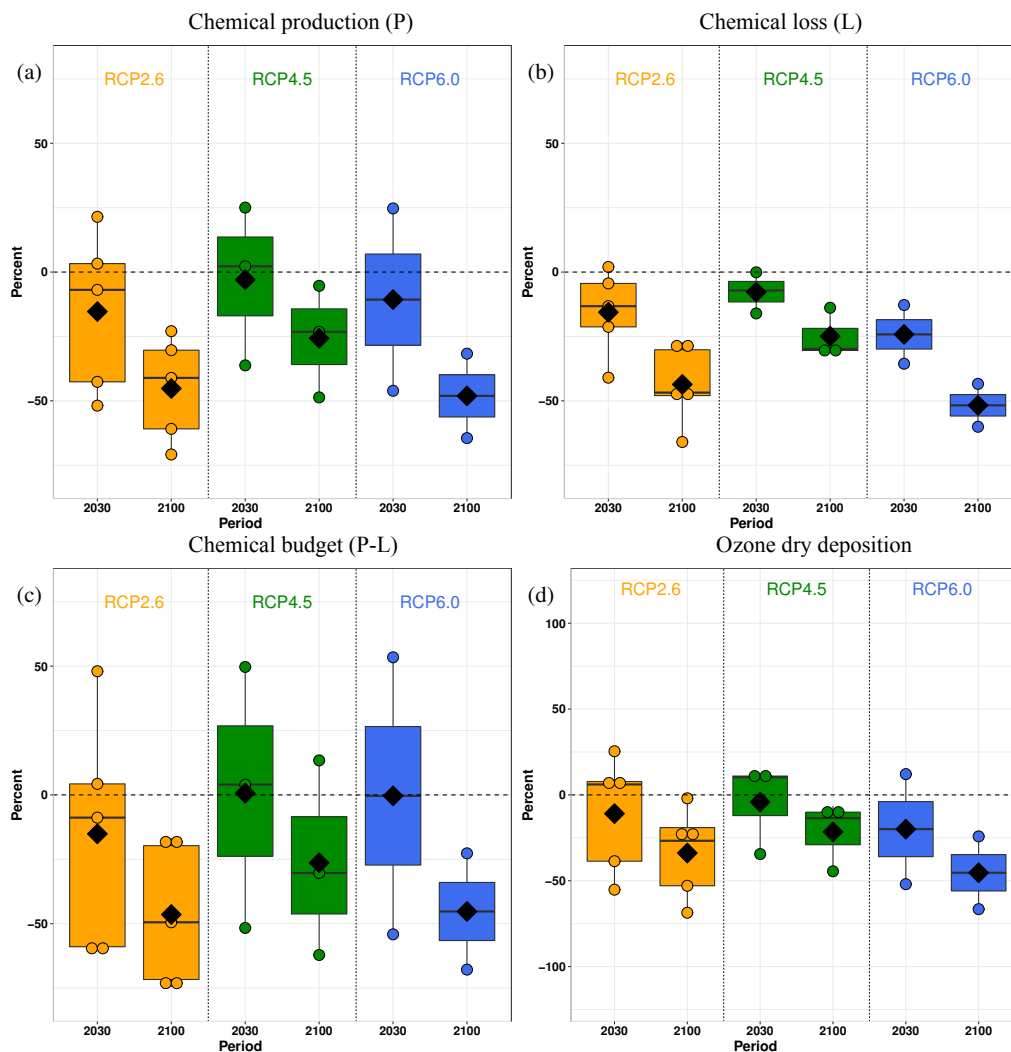 Chemical production (P)
(a)
RCP2.6
RCP4.5
RCP6.0
Percent
50
0
−50
2030
2100
2030
2100
2030
2100
Period
Chemical loss (L)
(b)
RCP2.6
RCP4.5
RCP6.0
Percent
50
0
−50
2030
2100
2030
2100
2030
2100
Period
Chemical budget (P-L)
(c)
RCP2.6
RCP4.5
RCP6.0
Percent
50
0
−50
2030
2100
2030
2100
2030
2100
Period
Ozone dry deposition
(d)
RCP2.6
RCP4.5
RCP6.0
Percent
100
50
0
−50
−100
2030
2100
2030
2100
2030
2100
Period